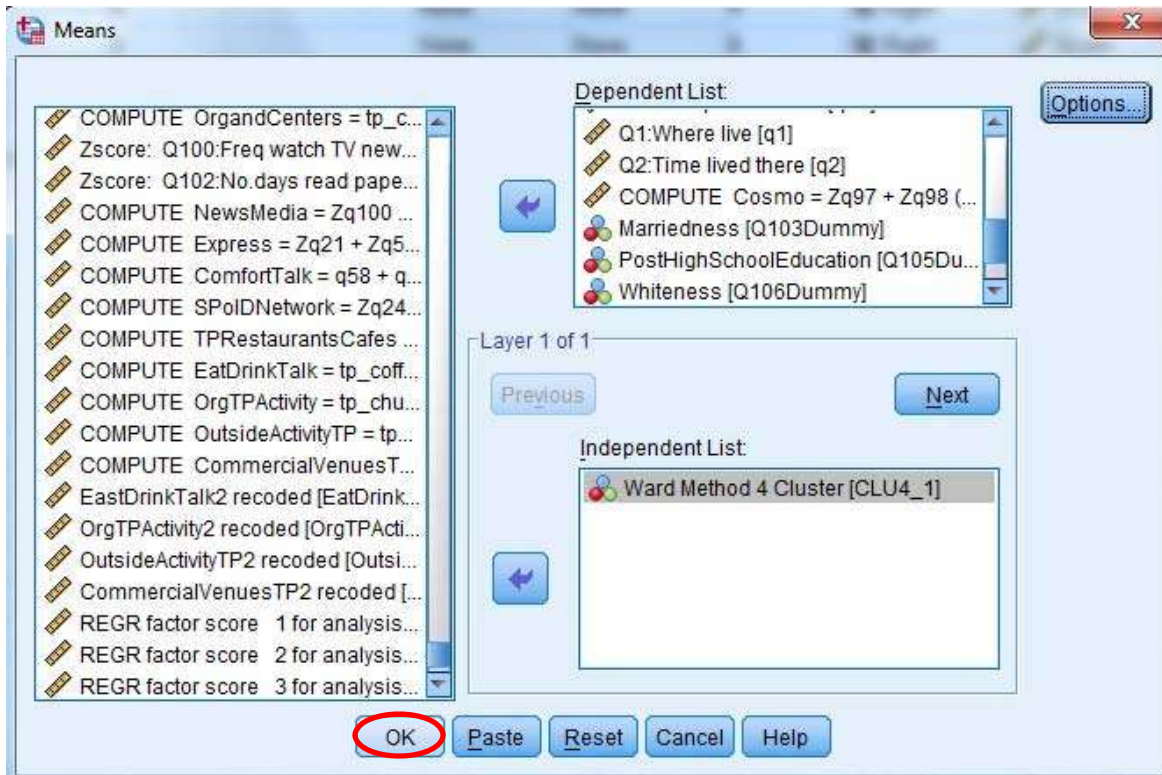 Means
COMPUTE OrgandCenters = tp_c...
Zscore: Q100:Freq watch TV new...
Zscore: Q102:No.days read pape...
COMPUTE NewsMedia = Zq100 ...
COMPUTE Express = Zq21 + Zq5...
COMPUTE ComfortTalk = q58 + q...
COMPUTE SPolDNetwork = Zq24...
COMPUTE TPRestaurantsCafes ...
COMPUTE EatDrinkTalk = tp_coff...
COMPUTE OrgTPActivity = tp_chu...
COMPUTE OutsideActivityTP = tp...
COMPUTE CommercialVenuesT...
EastDrinkTalk2 recoded [EatDrink...
OrgTPActivity2 recoded [OrgTPActi...
OutsideActivityTP2 recoded [Outsi...
CommercialVenuesTP2 recoded [...
REGR factor score 1 for analysis...
REGR factor score 2 for analysis...
REGR factor score 3 for analysis...
Dependent List:
Q1:Where live [q1]
Q2:Time lived there [q2]
COMPUTE Cosmo = Zq97 + Zq98 (...
Marriedness [Q103Dummy]
PostHighSchoolEducation [Q105Du...
Whiteness [Q106Dummy]
Options...
Layer 1 of 1
Previous
Next
Independent List:
Ward Method 4 Cluster [CLU4_1]
OK
Paste
Reset
Cancel
Help